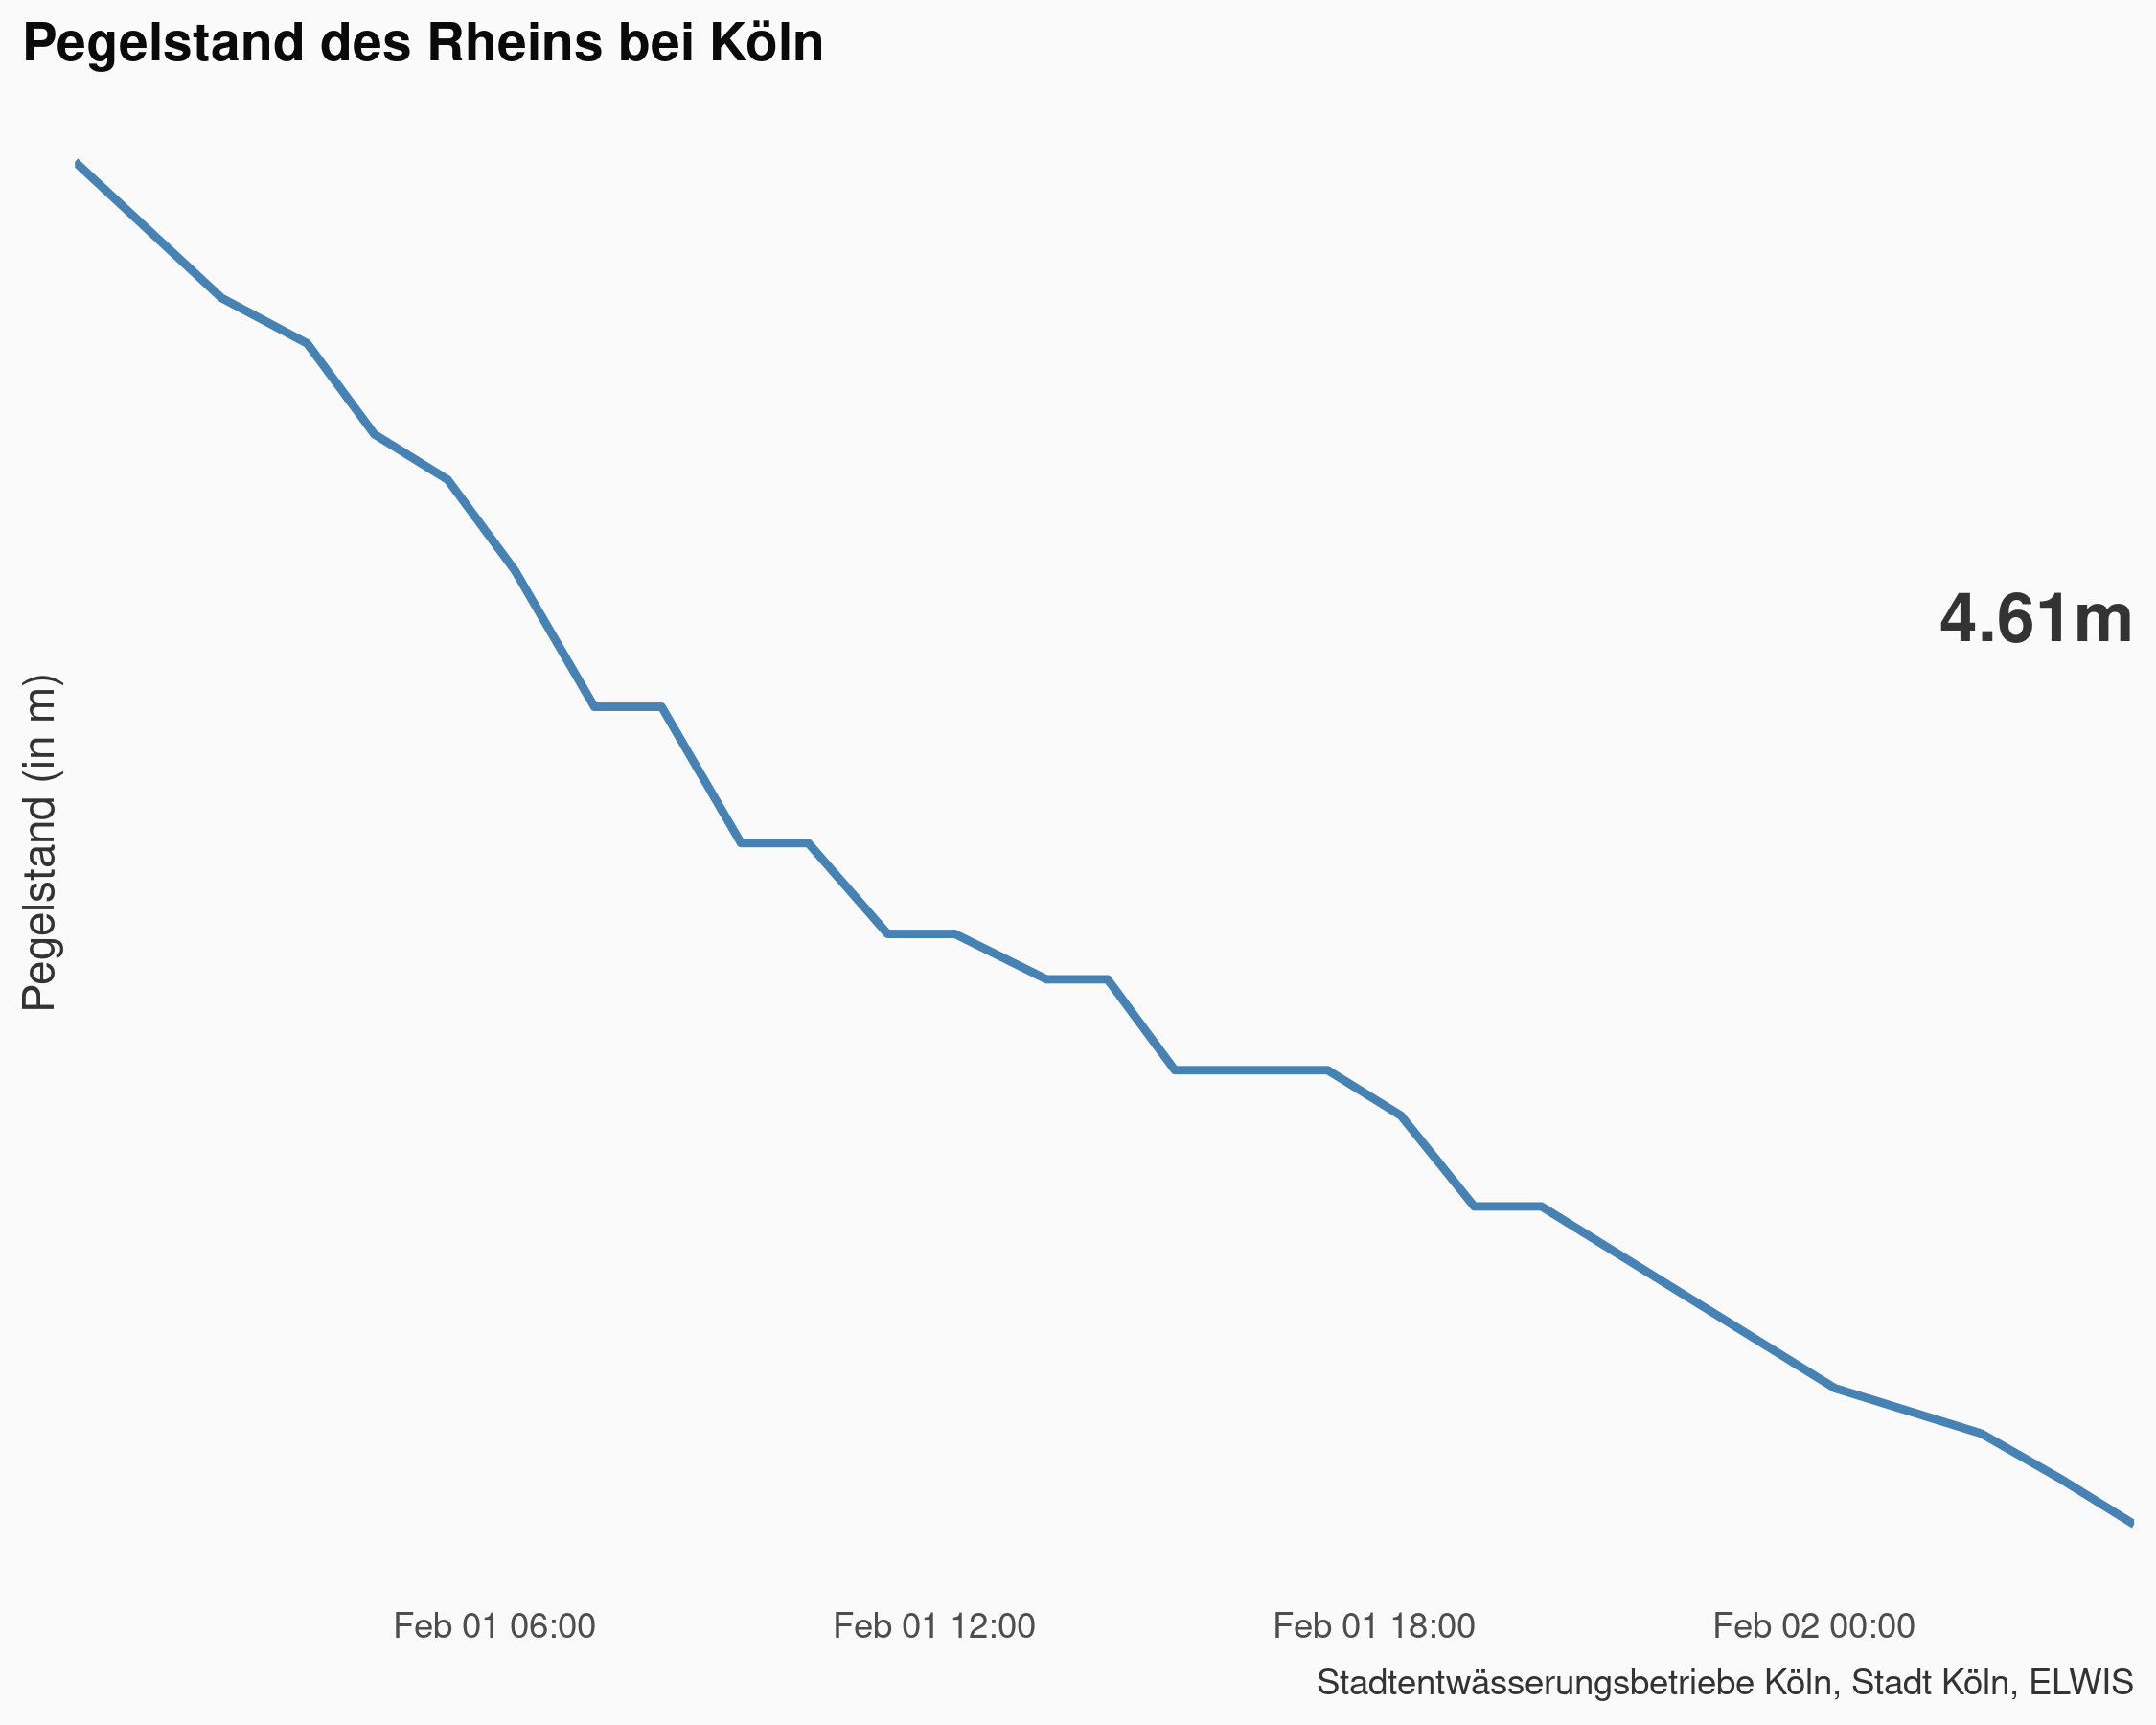 Pegelstand des Rheins bei Köln
4.61m
Pegelstand (in m)
Feb 01 06:00
Feb 01 12:00
Feb 01 18:00
Feb 02 00:00
Stadtentwässerungsbetriebe Köln, Stadt Köln, ELWIS